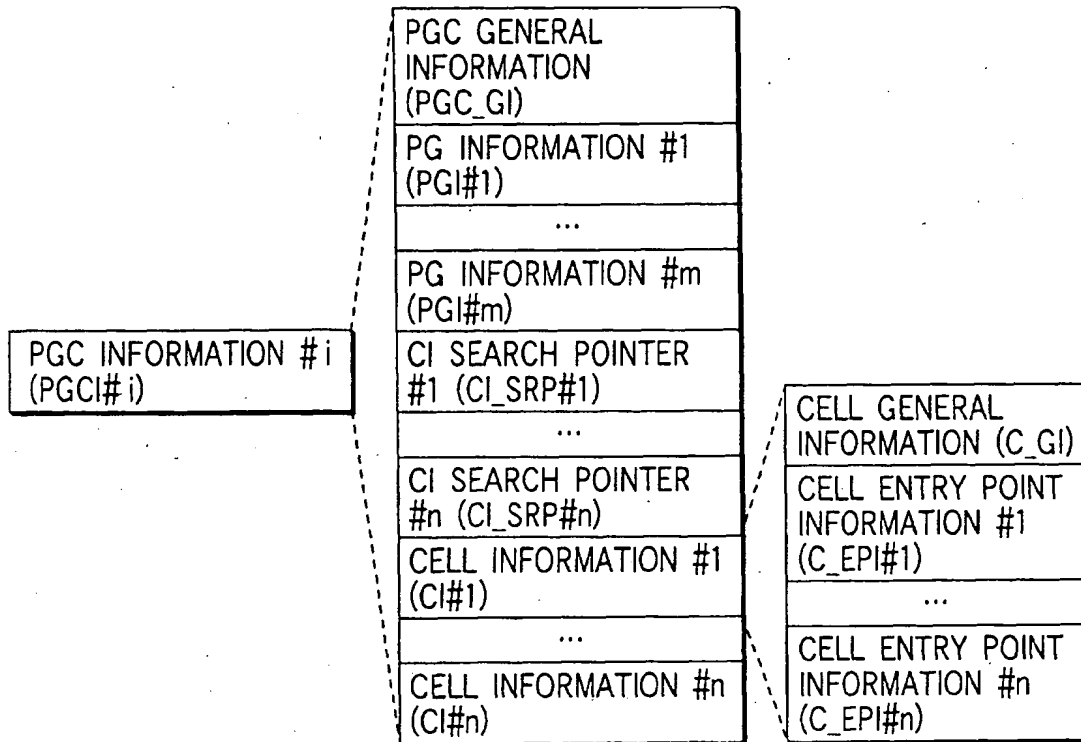 PGC INFORMATION #i
(PGCI#i)
PGC GENERAL
INFORMATION
(PGC_GI)
PG INFORMATION #1
(PGI#1)
...
PG INFORMATION #m
(PGI#m)
CI SEARCH POINTER
#1 (CI_SRP#1)
...
CI SEARCH POINTER
#n (CI_SRP#n)
CELL INFORMATION #1
(CI#1)
...
CELL INFORMATION #n
(CI#n)
CELL GENERAL
INFORMATION (C_GI)
CELL ENTRY POINT
INFORMATION #1
(C_EPI#1)
...
CELL ENTRY POINT
INFORMATION #n
(C_EPI#n)